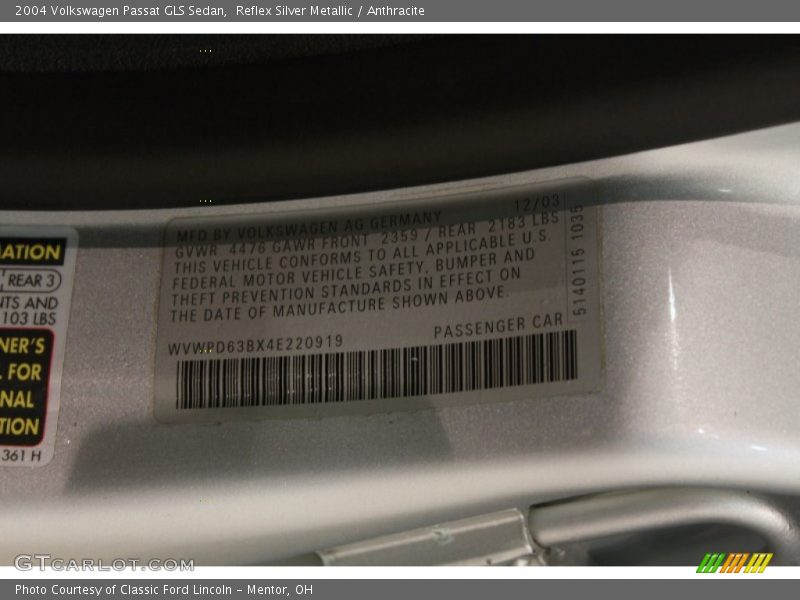 2004 Volkswagen Passat GLS Sedan,  Reflex Silver Metallic / Anthracite
12/03
MFD BY VOLKSWAGEN AG GERMANY
GVWR 4476 GAWR FRONT 2359 / REAR 2183 LBS
THIS VEHICLE CONFORMS TO ALL APPLICABLE U.S.
FEDERAL MOTOR VEHICLE SAFETY, BUMPER AND
THEFT PREVENTION STANDARDS IN EFFECT ON
THE DATE OF MANUFACTURE SHOWN ABOVE.
5140115 1035
WVWPD63BX4E220919
PASSENGER CAR
ATION
REAR 3
NTS AND
103 LBS
NER'S
FOR
NAL
TION
361 H
GTcarlot.com
Photo Courtesy of Classic Ford Lincoln - Mentor, OH